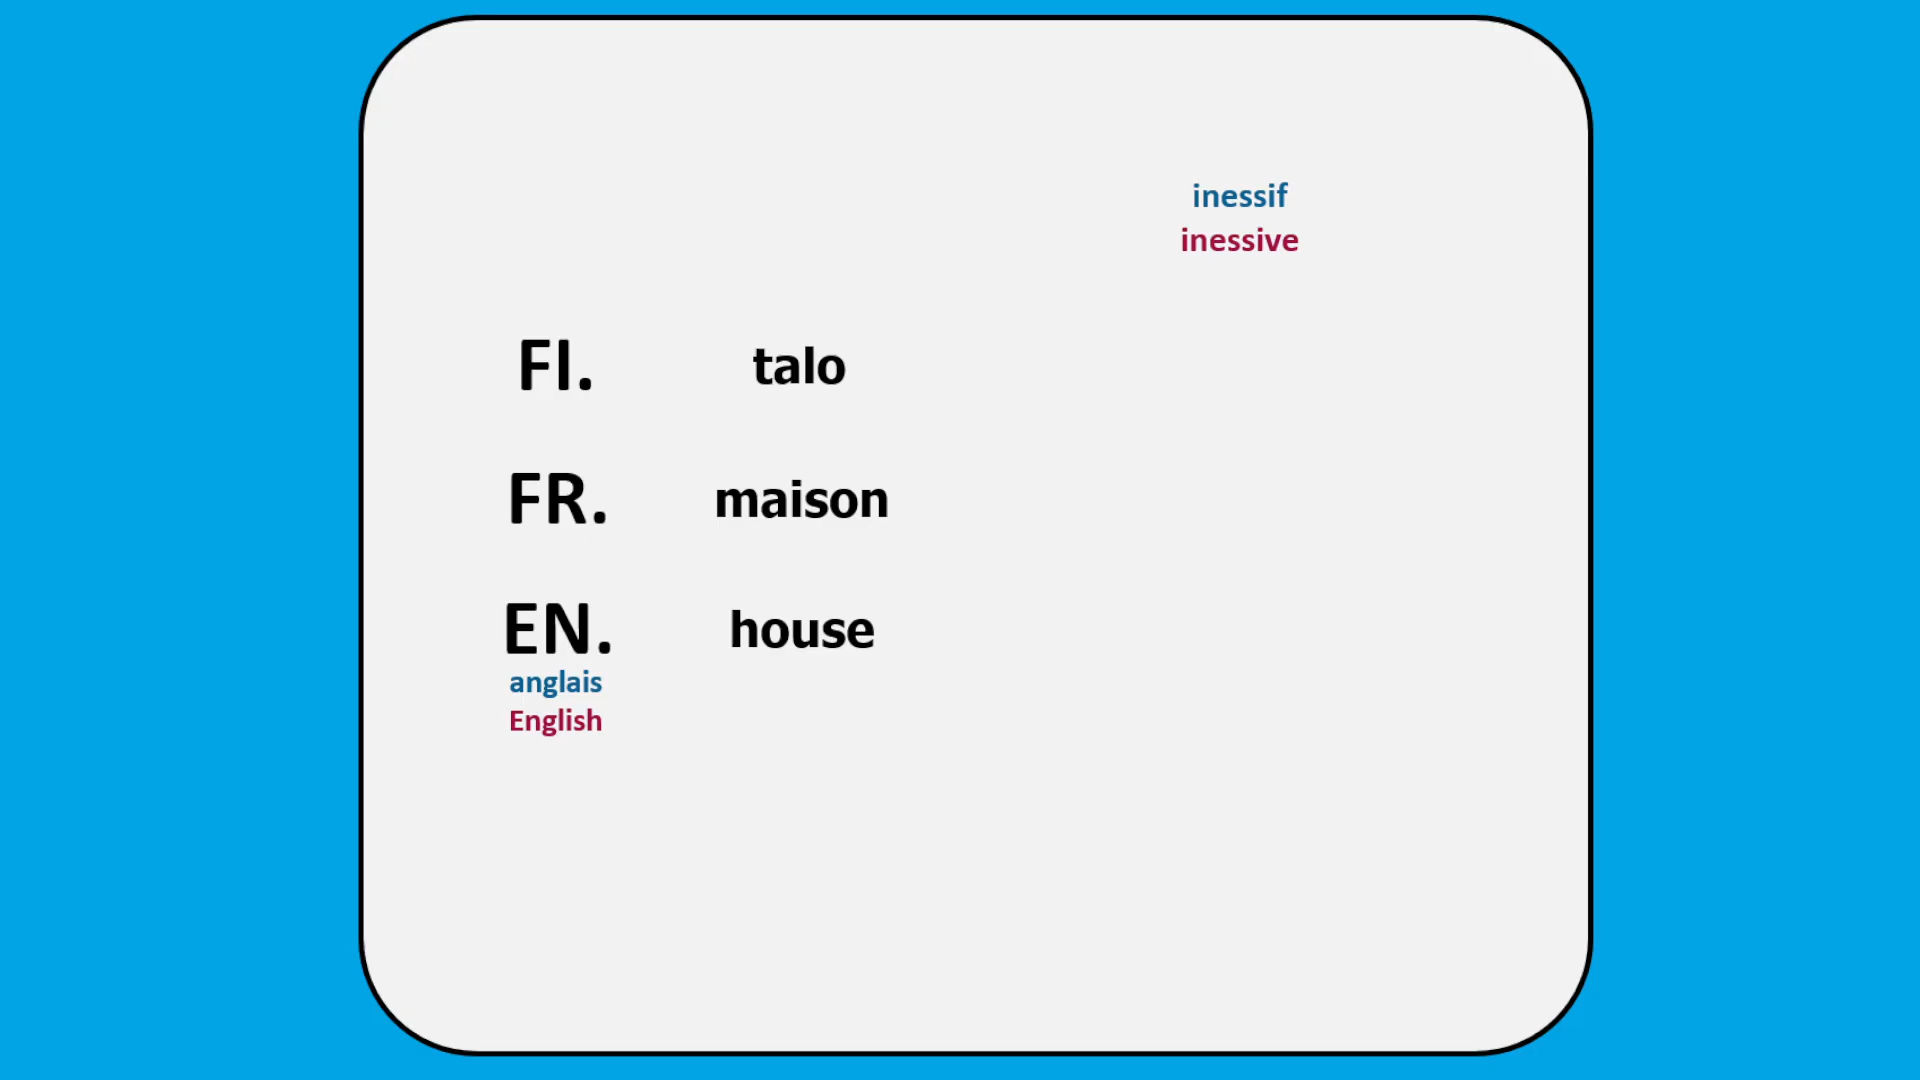 inessif
inessive
FI. talo
FR. maison
EN. house
anglais
English